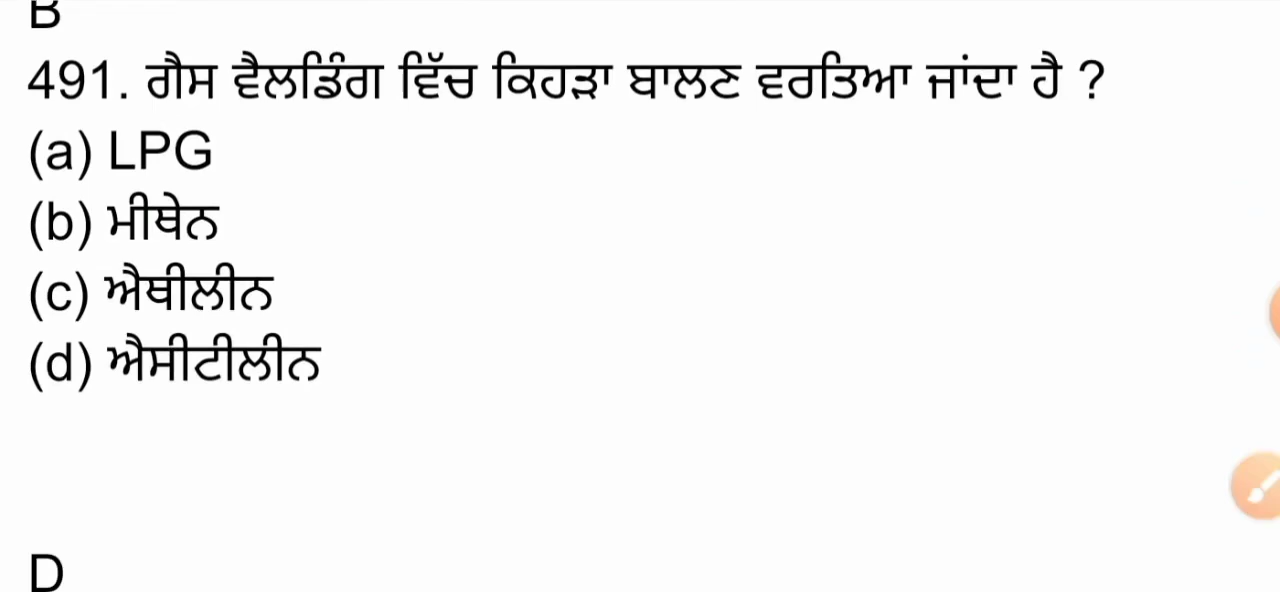 B
491. ਗੈਸ ਵੈਲਡਿੰਗ ਵਿੱਚ ਕਿਹੜਾ ਬਾਲਣ ਵਰਤਿਆ ਜਾਂਦਾ ਹੈ ?
(a) LPG
(b) ਮੀਥੇਨ
(c) ਐਥੀਲੀਨ
(d) ਐਸੀਟੀਲੀਨ
D